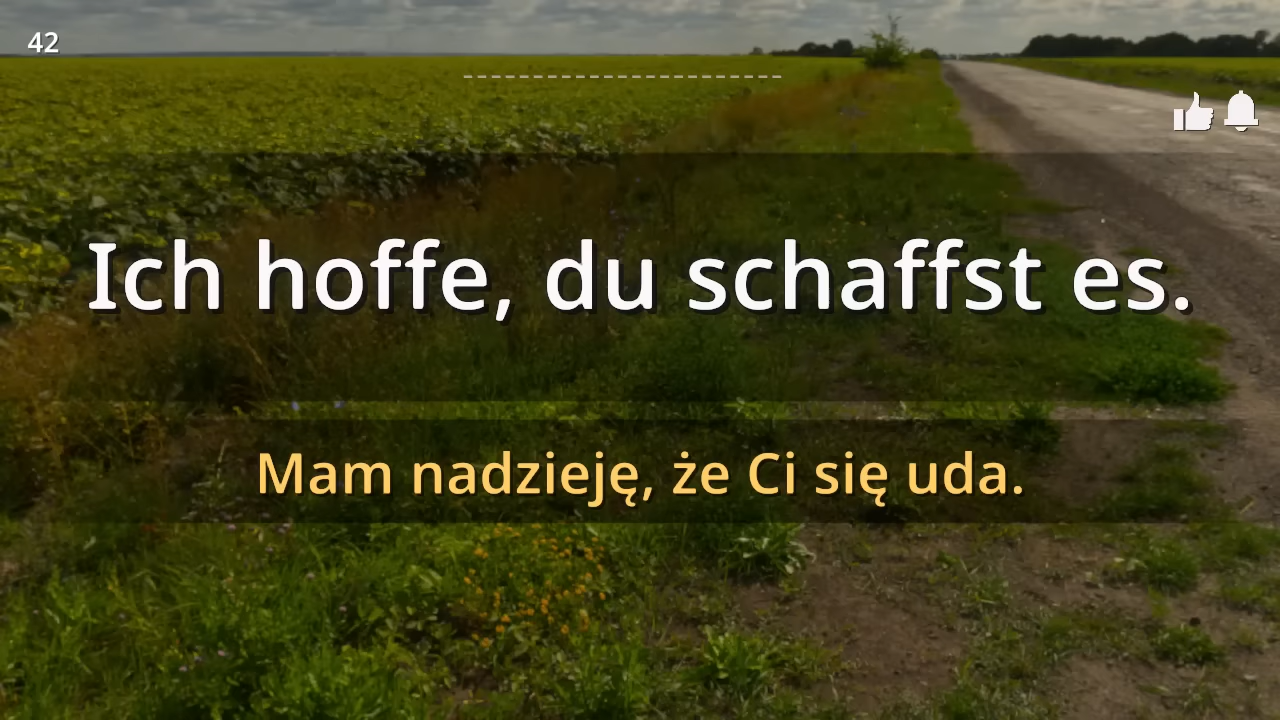 42
Ich hoffe, du schaffst es.
Mam nadzieję, że Ci się uda.